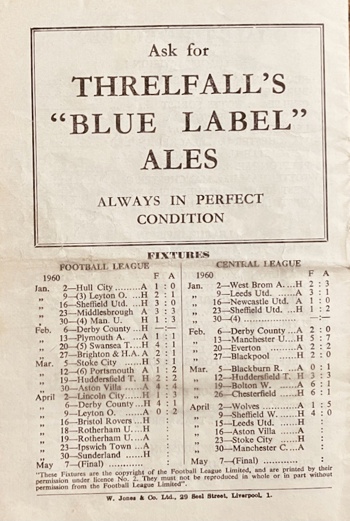 Ask for
THRELFALL'S
"BLUE LABEL"
ALES
ALWAYS IN PERFECT
CONDITION
FIXTURES
FOOTBALL LEAGUE
1960 F A
Jan. 2—Hull City ......A 1 : 0
„ 9—(3) Leyton O. ...H 2 : 1
„ 16—Sheffield Utd. ...H 3 : 0
„ 23—Middlesbrough A 3 : 3
„ 30—(4) Man. U. H 1 : 3
Feb. 6—Derby County ...H —:—
„ 13—Plymouth A. ...A 1 : 1
„ 20—(5) Swansea T....H 4 : 1
„ 27—Brighton & H.A. A 2 : 1
Mar. 5—Stoke City ......H 5 : 1
„ 12—(6) Portsmouth A 1 : 2
„ 19—Huddersfield T. H 2 : 2
„ 30—Aston Villa ......A 4 : 4
April 2—Lincoln City......H 1 : 3
„ 6—Derby County ...H 4 : 1
„ 9—Leyton O. ......A 0 : 2
„ 16—Bristol Rovers ...H :
„ 18—Rotherham U. ...H :
„ 19—Rotherham U. ...A :
„ 23—Ipswich Town ...A :
„ 30—Sunderland ......H :
May 7—(Final) .............. :
CENTRAL LEAGUE
1960 F A
Jan. 2—West Brom A. ...H 2 : 3
„ 9—Leeds Utd. ......A 3 : 1
„ 16—Newcastle Utd. A 1 : 0
„ 23—Sheffield Utd. ...H 1 : 2
„ 30—(4) ................ —:—
Feb. 6—Derby County ...A 2 : 0
„ 13—Manchester U....H 5 : 7
„ 20—Everton ............A 2 : 2
„ 27—Blackpool .........H 2 : 0
Mar. 5—Blackburn R. ...A 0 : 1
„ 12—Huddersfield T. H 3 : 3
„ 19—Bolton W..........A 6 : 1
„ 26—Chesterfield ......H 6 : 1
April 2—Wolves ............A 1 : 5
„ 9—Sheffield W. ......H 4 : 0
„ 15—Leeds Utd. ......H :
„ 16—Aston Villa ......A :
„ 23—Stoke City ......H :
„ 30—Manchester C. ...A :
May 7—(Final) .............. :
"These Fixtures are the copyright of the Football League Limited, and are printed by
permission under licence No. 2. They must not be reproduced in whole or in part without
permission from the Football League Limited".
W. Jones & Co. Ltd., 29 Seel Street, Liverpool, 1.